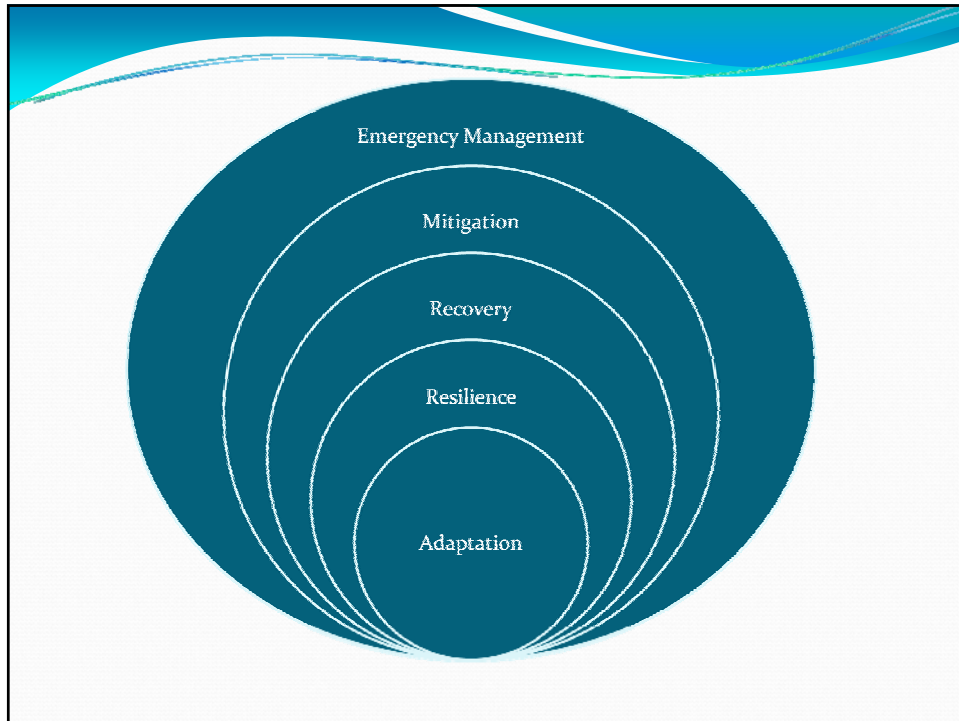 Emergency Management
Mitigation
Recovery
Resilience
Adaptation